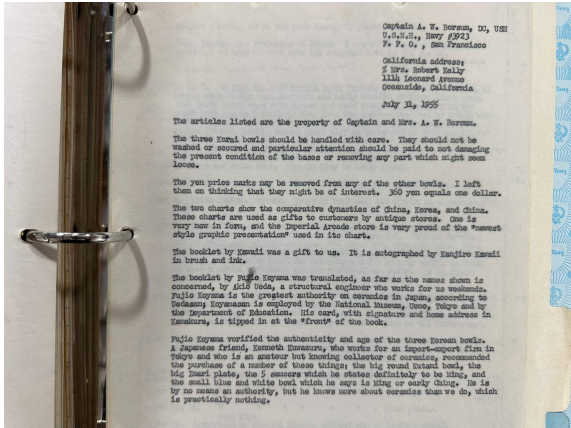 Captain A. W. Borsum, DC, USN
U.S.N.H., Navy #3923
F. P. O. , San Francisco
California address:
% Mrs. Robert Kelly
1114 Leonard Avenue
Oceanside, California
July 31, 1955
The articles listed are the property of Captain and Mrs. A. W. Borsum.
The three Korai bowls should be handled with care. They should not be
washed or scoured and particular attention should be paid to not damaging
the present condition of the bases or removing any part which might seem
loose.
The yen price marks may be removed from any of the other bowls. I left
them on thinking that they might be of interest. 360 yen equals one dollar.
The two charts show the comparative dynasties of China, Korea, and China.
These charts are used as gifts to customers by antique stores. One is
very new in form, and the Imperial Arcade store is very proud of the "newest
style graphic presentation" used in its chart.
The booklet by Kawaii was a gift to us. It is autographed by Kanjiro Kawaii
in brush and ink.
The booklet by Fujio Koyama was translated, as far as the names shown is
concerned, by Akio Ueda, a structural engineer who works for us weekends.
Fujio Koyama is the greatest authority on ceramics in Japan, according to
Uedasan; Koyamasan is employed by the National Museum, Ueno, Tokyo and by
the Department of Education. His card, with signature and home address in
Kamakura, is tipped in at the "front" of the book.
Fujio Koyama verified the authenticity and age of the three Korean bowls.
A Japanese friend, Kenneth Kuwasuru, who works for an import-export firm in
Tokyo and who is an amateur but knowing collector of ceramics, recommended
the purchase of a number of these things; the big round Kutani bowl, the
big Imari plate, the 5 saucers which he states definitely to be Ming, and
the small blue and white bowl which he says is Ming or early Ching. He is
by no means an authority, but he knows more about ceramics than we do, which
is practically nothing.
Tang
Tang